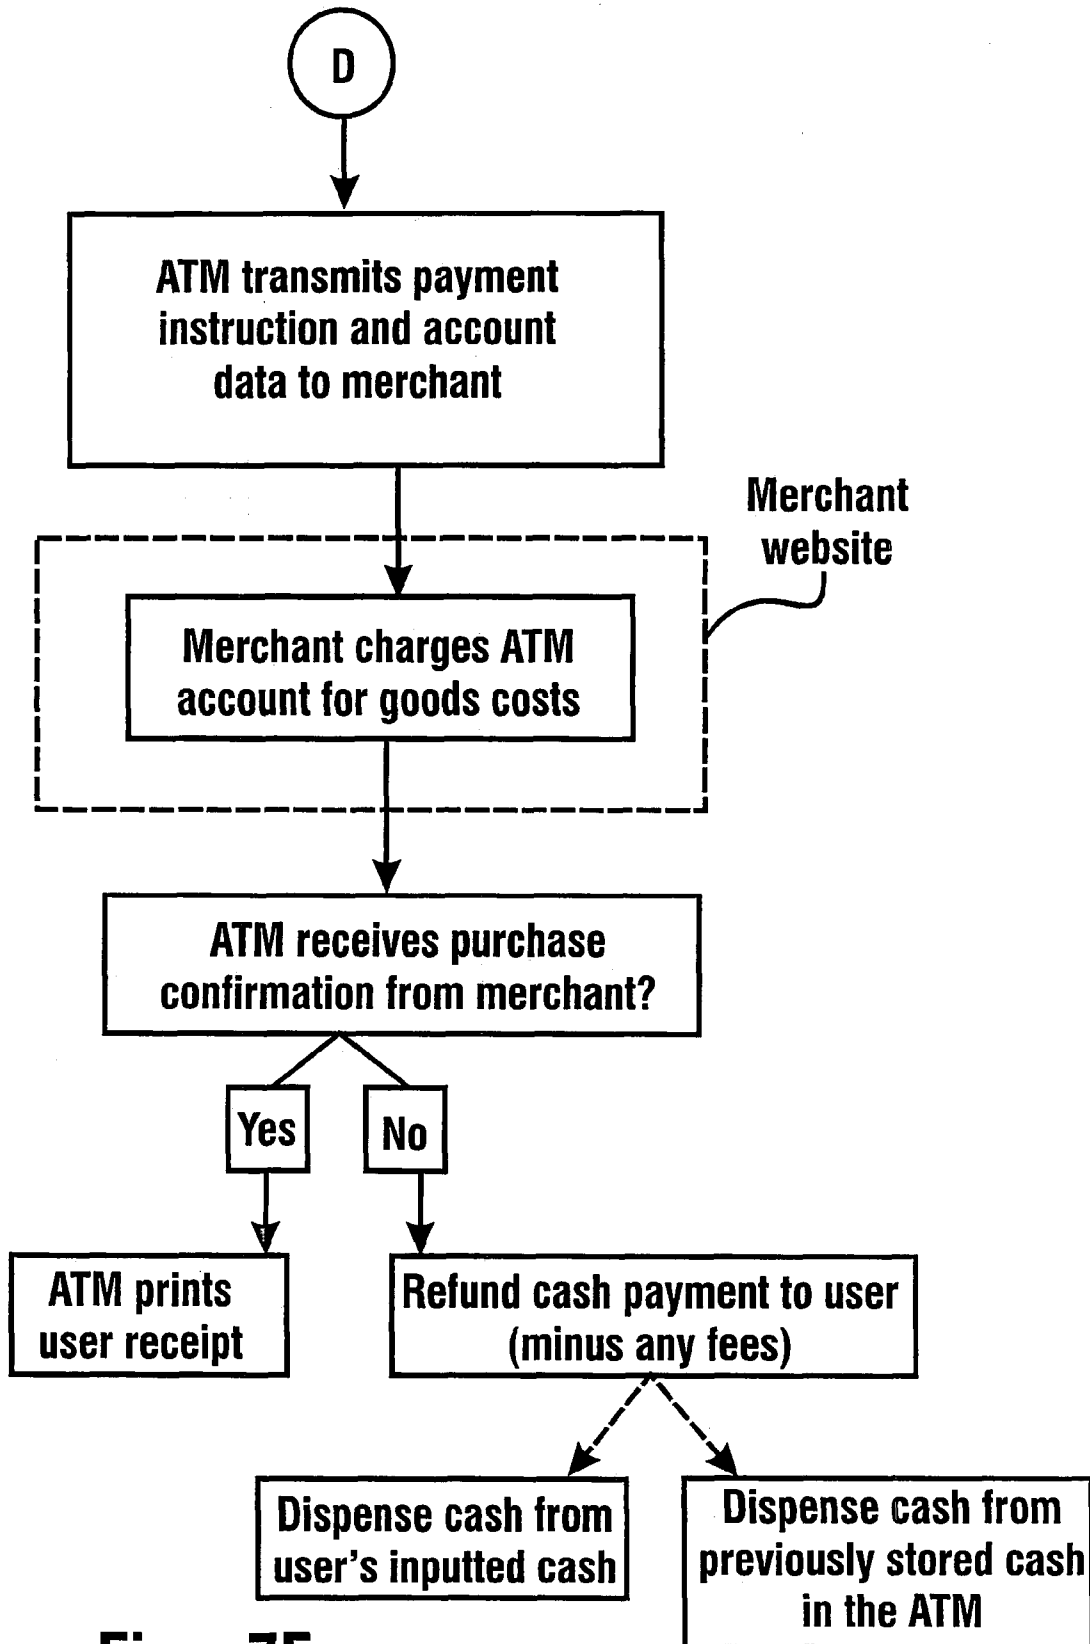 D
ATM transmits payment
instruction and account
data to merchant
Merchant
website
Merchant charges ATM
account for goods costs
ATM receives purchase
confirmation from merchant?
Yes
No
ATM prints
user receipt
Refund cash payment to user
(minus any fees)
Dispense cash from
user's inputted cash
Dispense cash from
previously stored cash
in the ATM